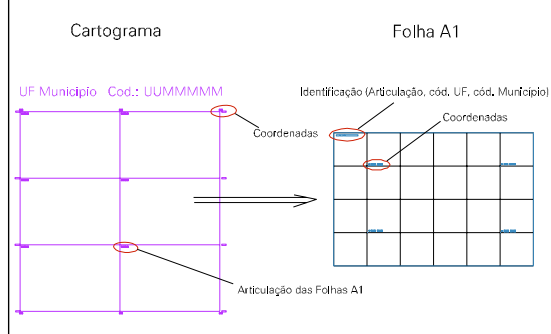 Cartograma
Folha A1
UF Município Cod.: UUMMMMM
Identificação (Articulação, cód. UF, cód. Município)
Coordenadas
Coordenadas
Articulação das Folhas A1